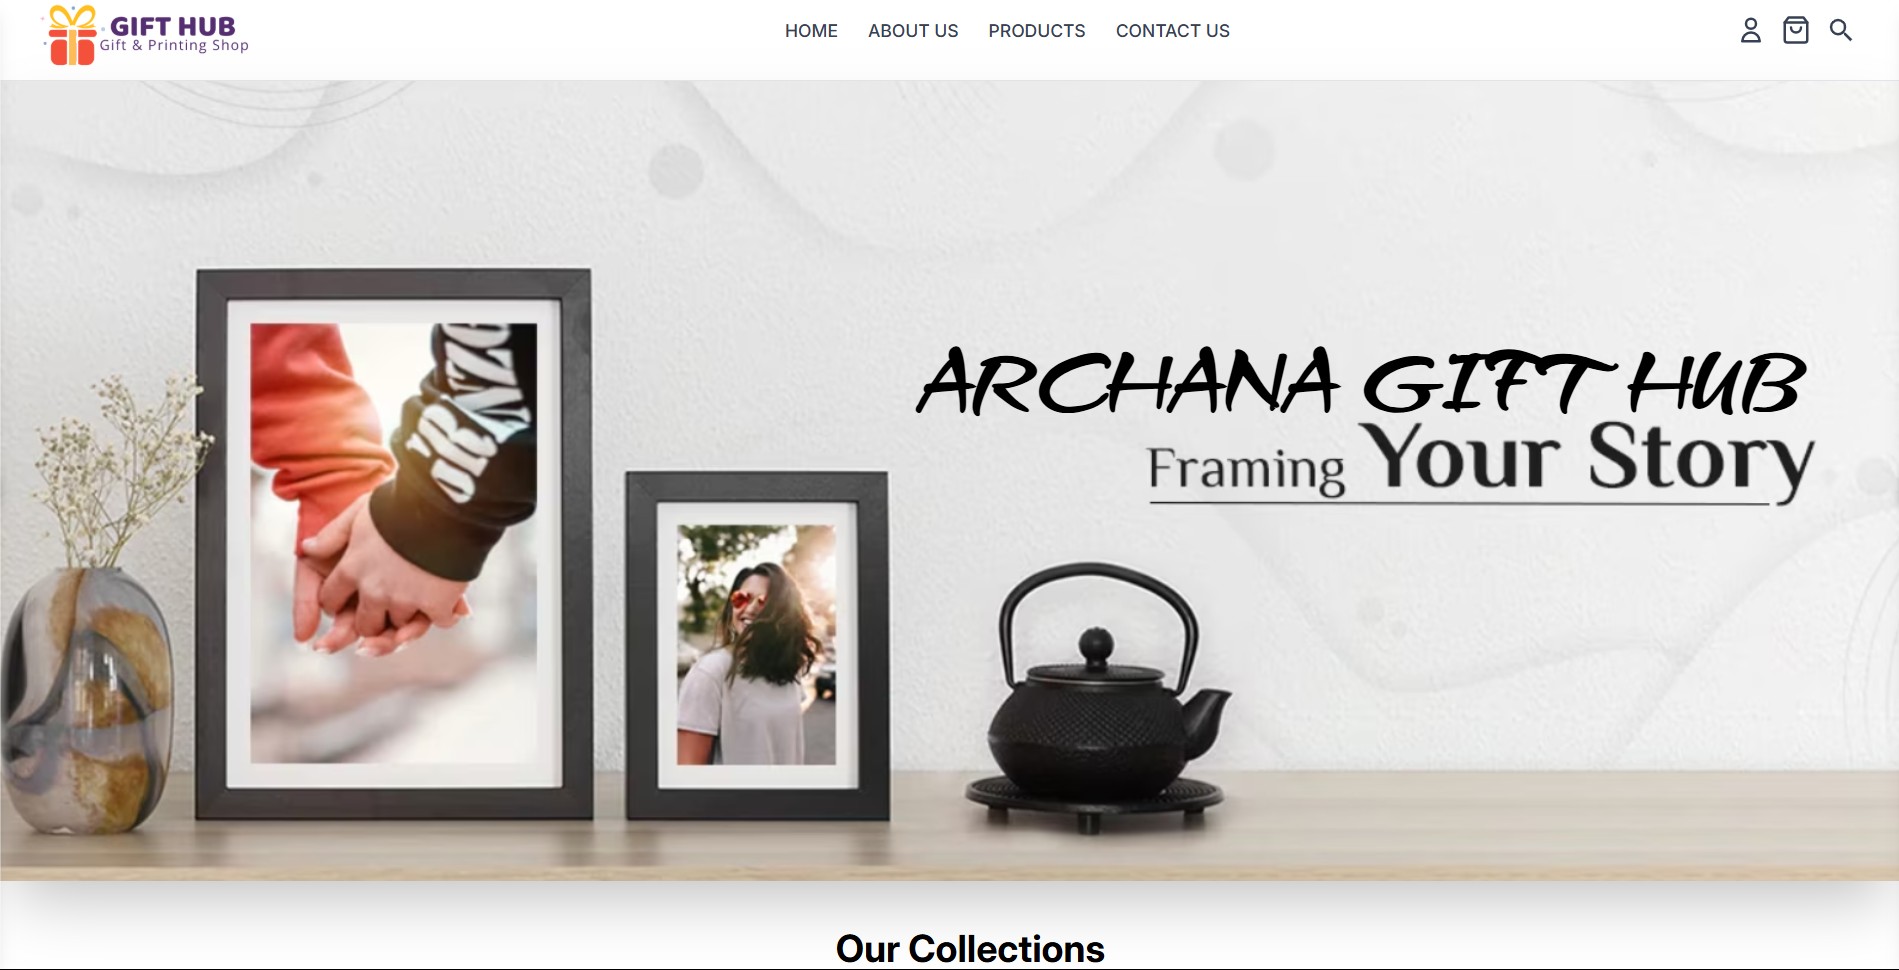 GIFT HUB
Gift & Printing Shop
HOME ABOUT US PRODUCTS CONTACT US
ARCHANA GIFT HUB
Framing Your Story
Our Collections